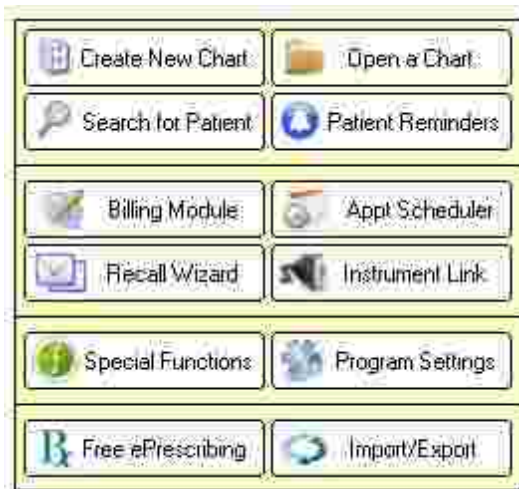 Create New Chart
Open a Chart
Search for Patient
Patient Reminders
Billing Module
Appt Scheduler
Recall Wizard
Instrument Link
Special Functions
Program Settings
Free ePrescribing
Import/Export